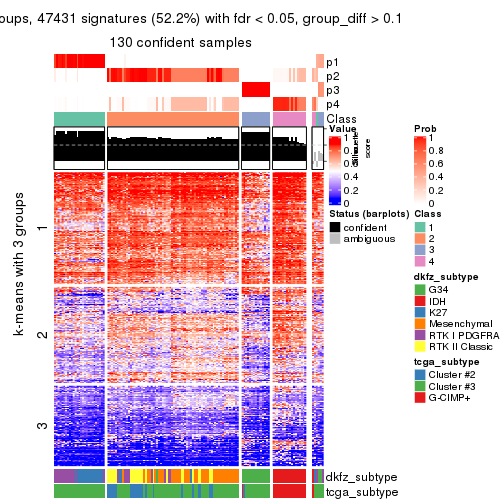 oups, 47431 signatures (52.2%) with fdr < 0.05, group_diff > 0.1
130 confident samples
p1
p2
p3
p4
Class
Silhouette score
k-means with 3 groups
1
2
3
dkfz_subtype
tcga_subtype
Value
1
0.8
0.6
0.4
0.2
0
Status (barplots)
confident
ambiguous
Prob
1
0.8
0.6
0.4
0.2
0
Class
1
2
3
4
dkfz_subtype
G34
IDH
K27
Mesenchymal
RTK I PDGFRA
RTK II Classic
tcga_subtype
Cluster #2
Cluster #3
G-CIMP+